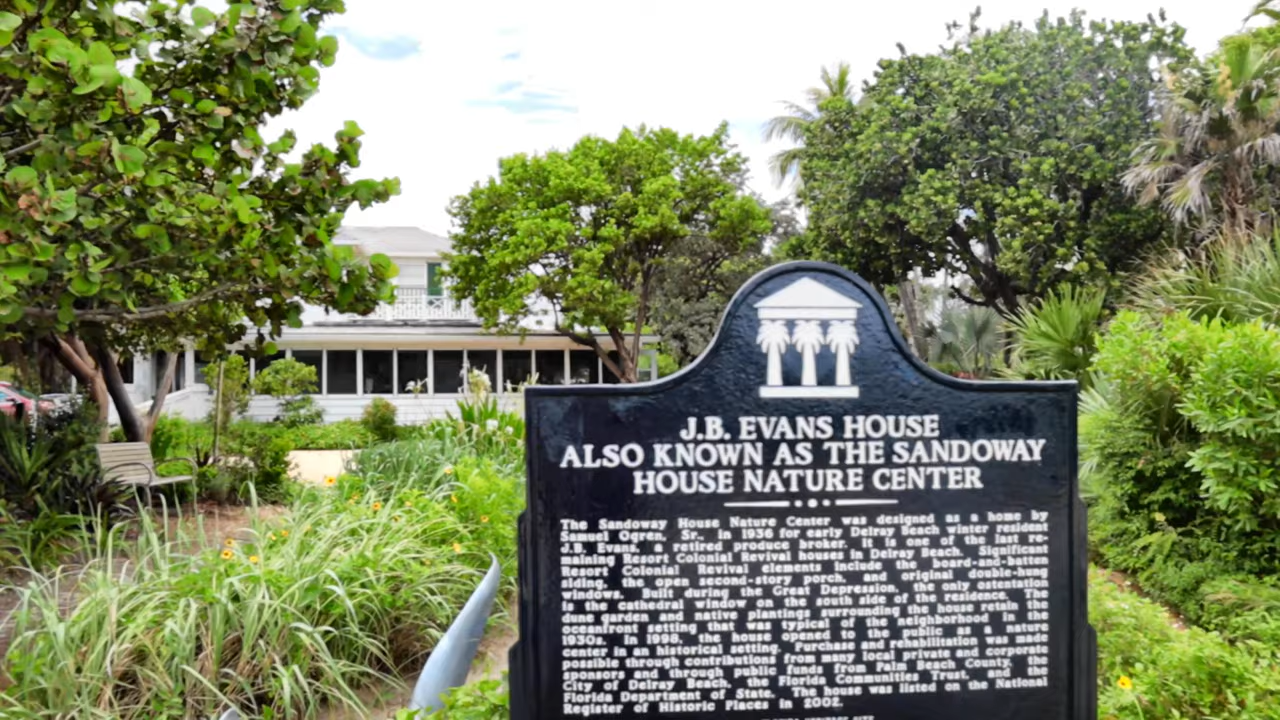 J.B. EVANS HOUSE
ALSO KNOWN AS THE SANDOWAY
HOUSE NATURE CENTER
The Sandoway House Nature Center was designed as a home by
Samuel Ogren, Sr., in 1936 for early Delray Beach winter resident
J.B. Evans, a retired produce broker. It is one of the last re-
maining Resort Colonial Revival houses in Delray Beach. Significant
Resort Colonial Revival elements include the board-and-batten
siding, the open second-story porch, and original double-hung
windows. Built during the Great Depression, the only ostentation
is the cathedral window on the south side of the residence. The
dune garden and native plantings surrounding the house retain the
oceanfront setting that was typical of the neighborhood in the
1930s. In 1998, the house opened to the public as a nature
center in an historical setting. Purchase and rehabilitation was made
possible through contributions from many local private and corporate
sponsors and through public funds from Palm Beach County, the
City of Delray Beach, the Florida Communities Trust, and the
Florida Department of State. The house was listed on the National
Register of Historic Places in 2002.
FLORIDA HERITAGE SITE